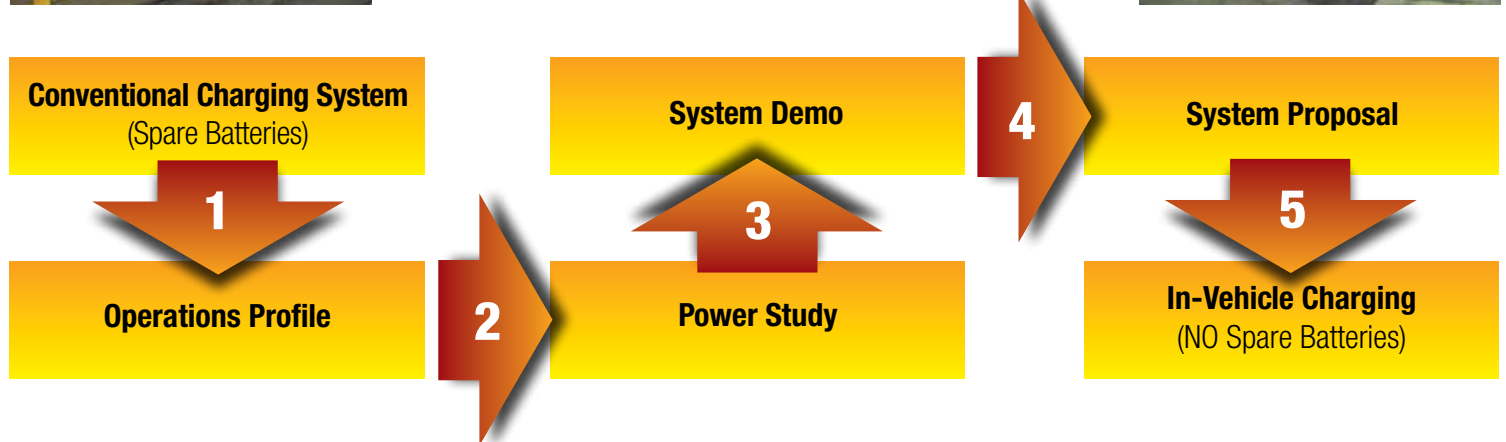 Conventional Charging System
(Spare Batteries)
1
Operations Profile
2
Power Study
3
System Demo
4
System Proposal
5
In-Vehicle Charging
(NO Spare Batteries)